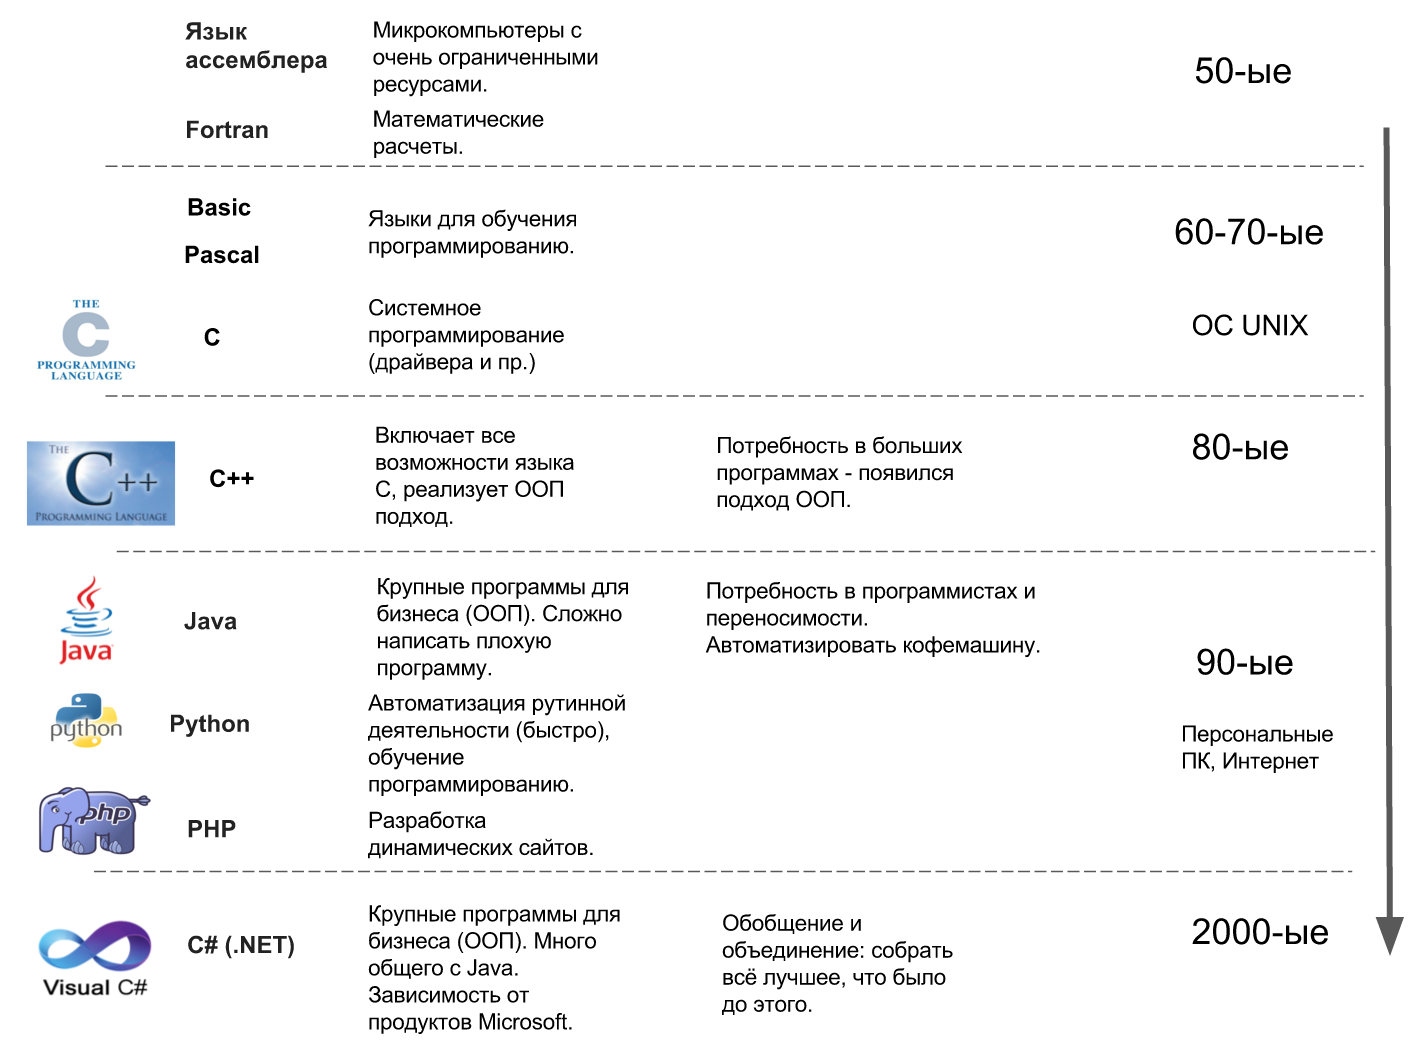 Язык
ассемблера
Микрокомпьютеры с
очень ограниченными
ресурсами.
50-ые
Fortran
Математические
расчеты.
Basic
Pascal
Языки для обучения
программированию.
60-70-ые
THE
C
PROGRAMMING
LANGUAGE
C
Системное
программирование
(драйвера и пр.)
ОС UNIX
THE
C++
PROGRAMMING LANGUAGE
C++
Включает все
возможности языка
С, реализует ООП
подход.
Потребность в больших
программах - появился
подход ООП.
80-ые
Java
Java
Крупные программы для
бизнеса (ООП). Сложно
написать плохую
программу.
Потребность в программистах и
переносимости.
Автоматизировать кофемашину.
90-ые
python
Python
Автоматизация рутинной
деятельности (быстро),
обучение
программированию.
Персональные
ПК, Интернет
php
PHP
Разработка
динамических сайтов.
Visual C#
C# (.NET)
Крупные программы для
бизнеса (ООП). Много
общего с Java.
Зависимость от
продуктов Microsoft.
Обобщение и
объединение: собрать
всё лучшее, что было
до этого.
2000-ые